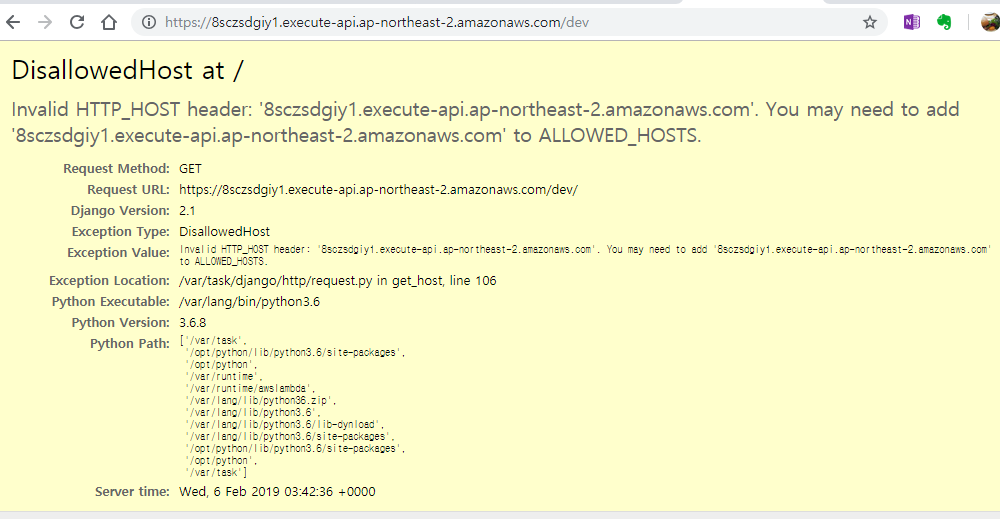 https://8sczsdgiy1.execute-api.ap-northeast-2.amazonaws.com/dev
DisallowedHost at /
Invalid HTTP_HOST header: '8sczsdgiy1.execute-api.ap-northeast-2.amazonaws.com'. You may need to add
'8sczsdgiy1.execute-api.ap-northeast-2.amazonaws.com' to ALLOWED_HOSTS.
Request Method: GET
Request URL: https://8sczsdgiy1.execute-api.ap-northeast-2.amazonaws.com/dev/
Django Version: 2.1
Exception Type: DisallowedHost
Exception Value: Invalid HTTP_HOST header: '8sczsdgiy1.execute-api.ap-northeast-2.amazonaws.com'. You may need to add '8sczsdgiy1.execute-api.ap-northeast-2.amazonaws.com'
to ALLOWED_HOSTS.
Exception Location: /var/task/django/http/request.py in get_host, line 106
Python Executable: /var/lang/bin/python3.6
Python Version: 3.6.8
Python Path: ['/var/task',
'/opt/python/lib/python3.6/site-packages',
'/opt/python',
'/var/runtime',
'/var/runtime/awslambda',
'/var/lang/lib/python36.zip',
'/var/lang/lib/python3.6',
'/var/lang/lib/python3.6/lib-dynload',
'/var/lang/lib/python3.6/site-packages',
'/opt/python/lib/python3.6/site-packages',
'/opt/python',
'/var/task']
Server time: Wed, 6 Feb 2019 03:42:36 +0000